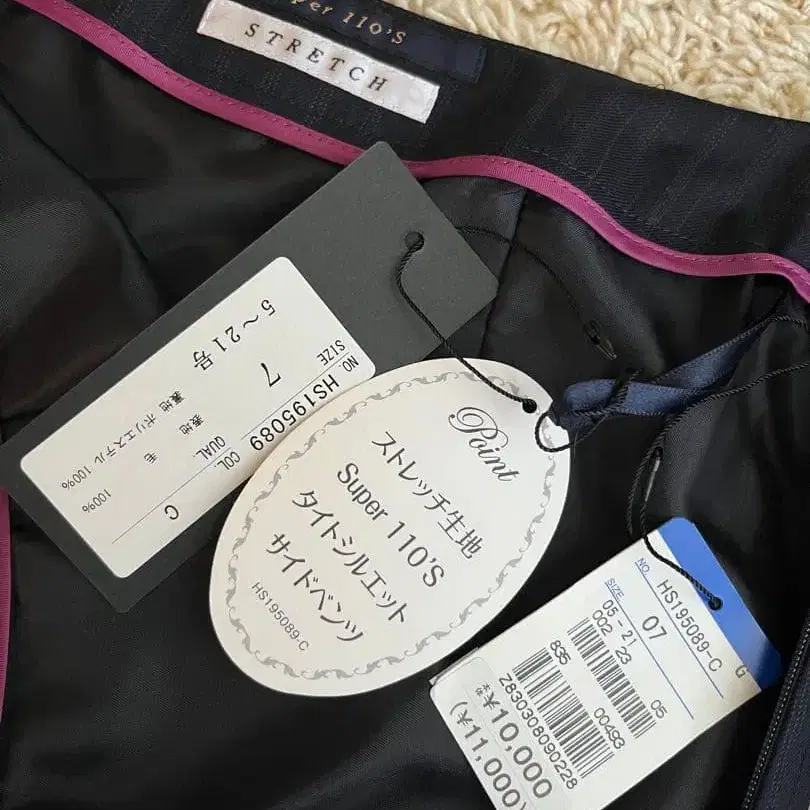 Super 110'S
STRETCH
NO HS195089
SIZE 7
5～21号
COL C
QUAL
表地 毛 100%
裏地 ポリエステル 100%
Point
ストレッチ生地
Super 110'S
タイトシルエット
サイドベンツ
HS195089-C
NO. HS195089-C G
SIZE 07
05-21
002 23 05
835 00493
Z830308090228
本体 ¥10,000
(¥11,000)